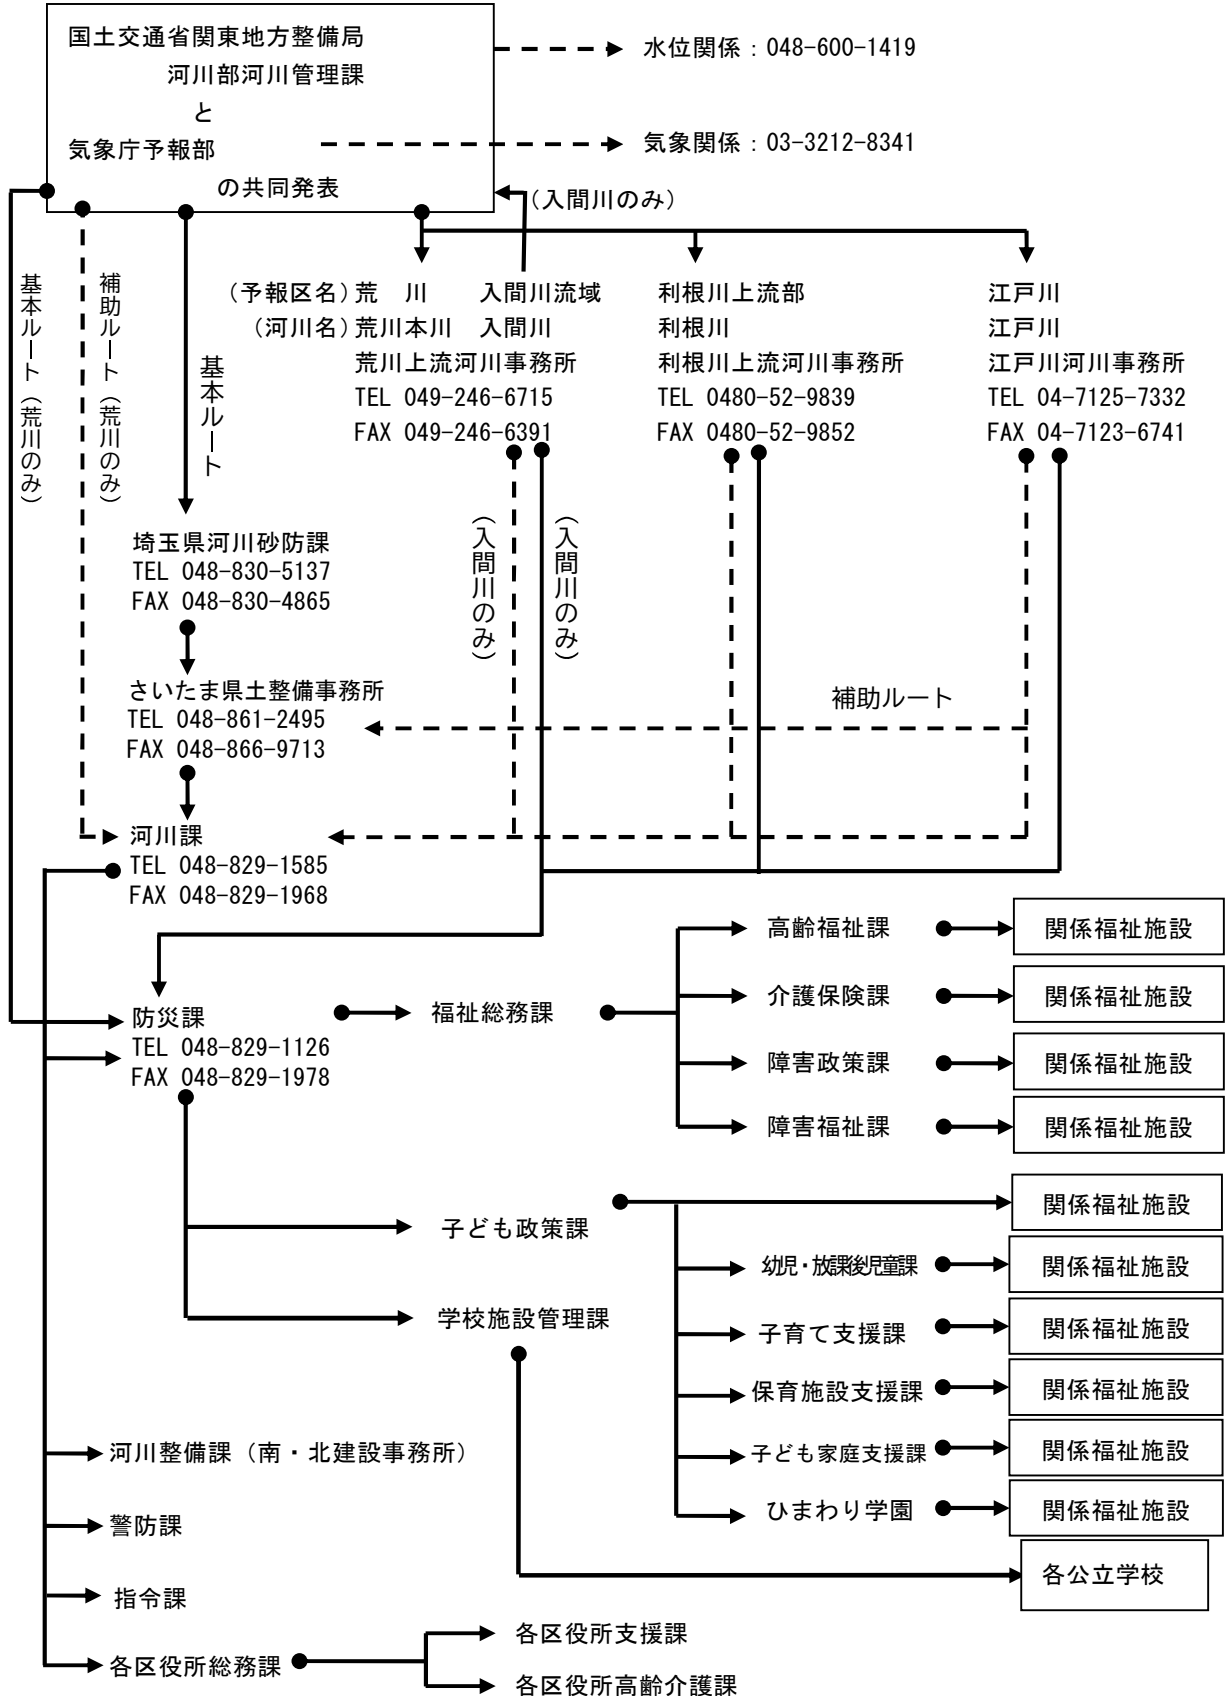 国土交通省関東地方整備局
河川部河川管理課
と
気象庁予報部
の共同発表
水位関係：048-600-1419
気象関係：03-3212-8341
（入間川のみ）
基本ルート（荒川のみ）
補助ルート（荒川のみ）
基本ルート
（予報区名）荒　川　　入間川流域　　利根川上流部　　江戸川
（河川名）荒川本川　入間川　　利根川　　江戸川
荒川上流河川事務所　　利根川上流河川事務所　　江戸川河川事務所
TEL 049-246-6715　　TEL 0480-52-9839　　TEL 04-7125-7332
FAX 049-246-6391　　FAX 0480-52-9852　　FAX 04-7123-6741
（入間川のみ）
（入間川のみ）
埼玉県河川砂防課
TEL 048-830-5137
FAX 048-830-4865
さいたま県土整備事務所
TEL 048-861-2495
FAX 048-866-9713
補助ルート
河川課
TEL 048-829-1585
FAX 048-829-1968
防災課
TEL 048-829-1126
FAX 048-829-1978
福祉総務課
高齢福祉課　関係福祉施設
介護保険課　関係福祉施設
障害政策課　関係福祉施設
障害福祉課　関係福祉施設
子ども政策課　関係福祉施設
幼児・放課後児童課　関係福祉施設
学校施設管理課
子育て支援課　関係福祉施設
保育施設支援課　関係福祉施設
子ども家庭支援課　関係福祉施設
ひまわり学園　関係福祉施設
各公立学校
河川整備課（南・北建設事務所）
警防課
指令課
各区役所総務課
各区役所支援課
各区役所高齢介護課